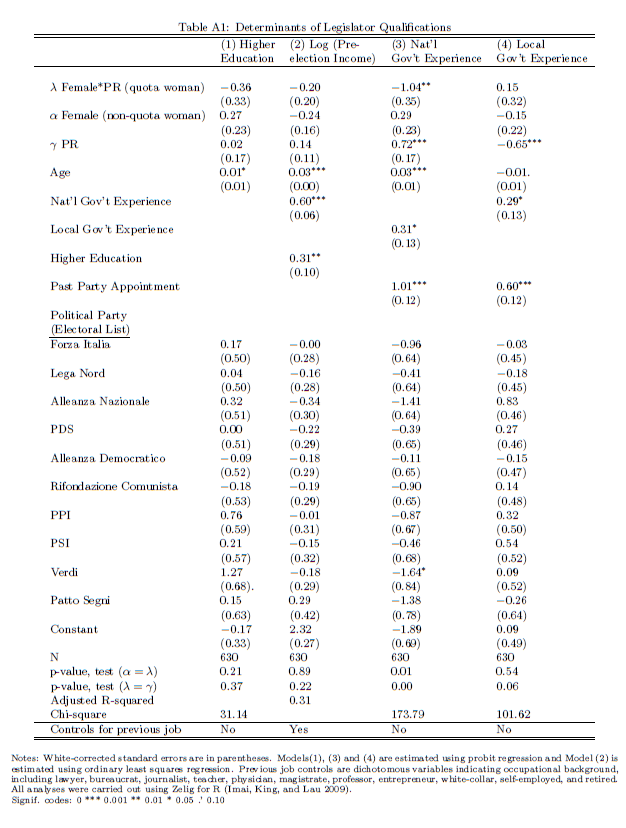 Table A1: Determinants of Legislator Qualifications
(1) Higher (2) Log (Pre- (3) Nat'l (4) Local
Education election Income) Gov't Experience Gov't Experience
λ Female*PR (quota woman) −0.36 −0.20 −1.04** 0.15
(0.33) (0.20) (0.35) (0.32)
α Female (non-quota woman) 0.27 −0.24 0.29 −0.15
(0.23) (0.16) (0.23) (0.22)
γ PR 0.02 0.14 0.72*** −0.65***
(0.17) (0.11) (0.17)
Age 0.01* 0.03*** 0.03*** −0.01.
(0.01) (0.00) (0.01) (0.01)
Nat'l Gov't Experience 0.60*** 0.29*
(0.06) (0.13)
Local Gov't Experience 0.31*
(0.13)
Higher Education 0.31**
(0.10)
Past Party Appointment 1.01*** 0.60***
(0.12) (0.12)
Political Party
(Electoral List)
Forza Italia 0.17 −0.00 −0.96 −0.03
(0.50) (0.28) (0.64) (0.45)
Lega Nord 0.04 −0.16 −0.41 −0.18
(0.50) (0.28) (0.64) (0.45)
Alleanza Nazionale 0.32 −0.34 −1.41 0.83
(0.51) (0.30) (0.64) (0.46)
PDS 0.00 −0.22 −0.39 0.27
(0.51) (0.29) (0.65) (0.46)
Alleanza Democratico −0.09 −0.18 −0.11 −0.15
(0.52) (0.29) (0.65) (0.47)
Rifondazione Comunista −0.18 −0.19 −0.90 0.14
(0.53) (0.29) (0.65) (0.48)
PPI 0.76 −0.01 −0.87 0.32
(0.59) (0.31) (0.67) (0.50)
PSI 0.21 −0.15 −0.46 0.54
(0.57) (0.32) (0.68) (0.52)
Verdi 1.27 −0.18 −1.64* 0.09
(0.68). (0.29) (0.84) (0.52)
Patto Segni 0.15 0.29 −1.38 −0.26
(0.63) (0.42) (0.78) (0.64)
Constant −0.17 2.32 −1.89 0.09
(0.33) (0.27) (0.69) (0.49)
N 630 630 630 630
p-value, test (α = λ) 0.21 0.89 0.01 0.54
p-value, test (λ = γ) 0.37 0.22 0.00 0.06
Adjusted R-squared 0.31
Chi-square 31.14 173.79 101.62
Controls for previous job No Yes No No
Notes: White-corrected standard errors are in parentheses. Models(1), (3) and (4) are estimated using probit regression and Model (2) is
estimated using ordinary least squares regression. Previous job controls are dichotomous variables indicating occupational background,
including lawyer, bureaucrat, journalist, teacher, physician, magistrate, professor, entrepreneur, white-collar, self-employed, and retired.
All analyses were carried out using Zelig for R (Imai, King, and Lau 2009).
Signif. codes: 0 *** 0.001 ** 0.01 * 0.05 .' 0.10